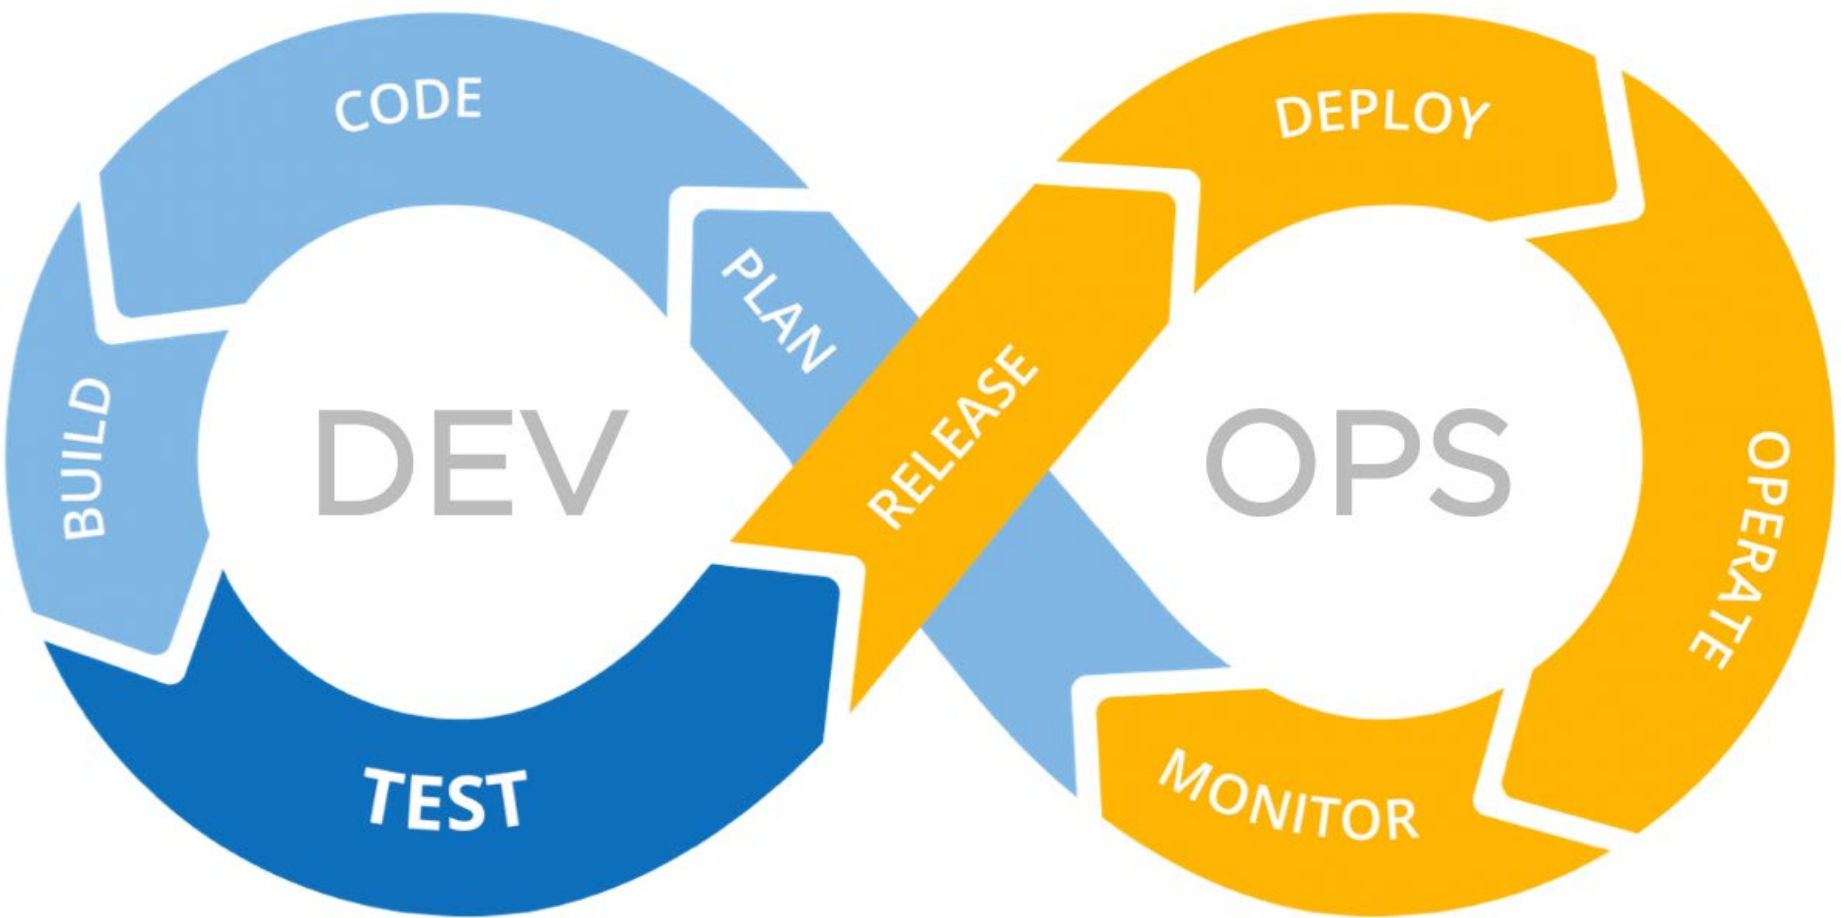 CODE
DEPLOY
PLAN
BUILD
DEV
RELEASE
OPS
OPERATE
TEST
MONITOR